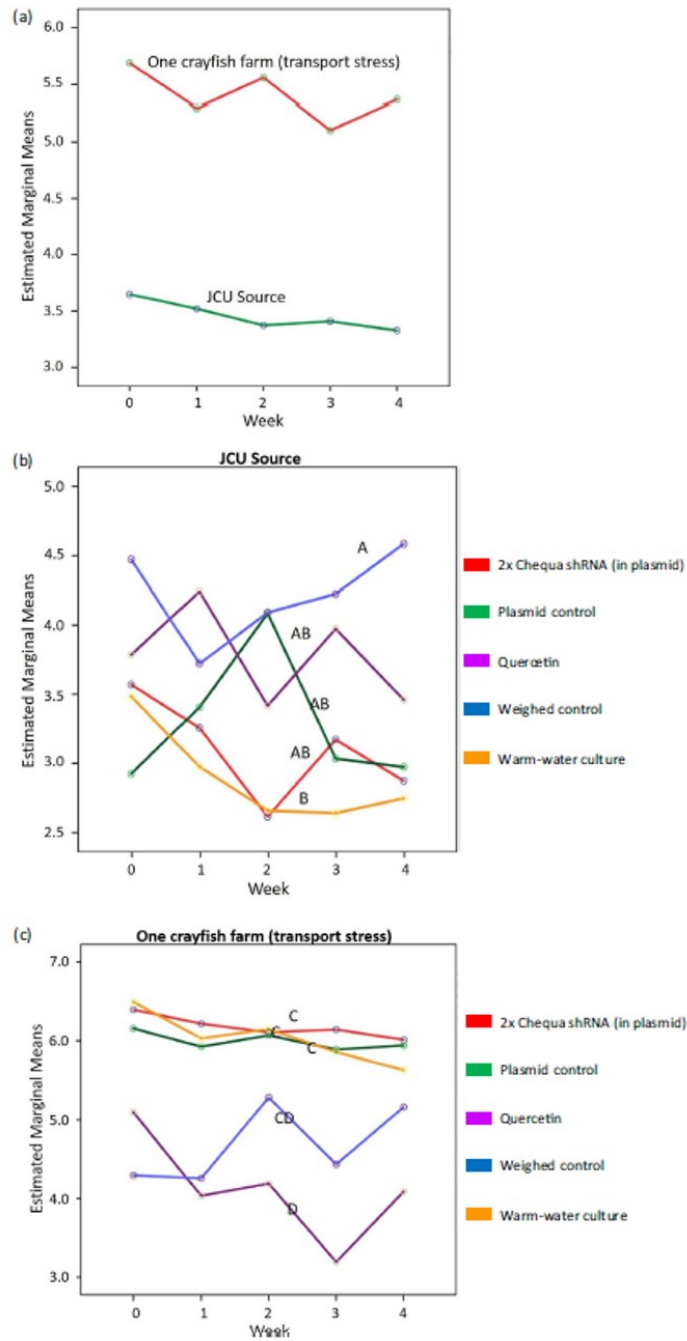 (a)
6.0
5.5
5.0
4.5
4.0
3.5
3.0
Estimated Marginal Means
One crayfish farm (transport stress)
JCU Source
0 1 2 3 4
Week
(b)
JCU Source
5.0
4.5
4.0
3.5
3.0
2.5
Estimated Marginal Means
A
AB
AB
AB
B
0 1 2 3 4
Week
2x Chequa shRNA (in plasmid)
Plasmid control
Quercetin
Weighed control
Warm-water culture
(c)
One crayfish farm (transport stress)
7.0
6.0
5.0
4.0
3.0
Estimated Marginal Means
C
C
C
CD
D
0 1 2 3 4
Week
2x Chequa shRNA (in plasmid)
Plasmid control
Quercetin
Weighed control
Warm-water culture